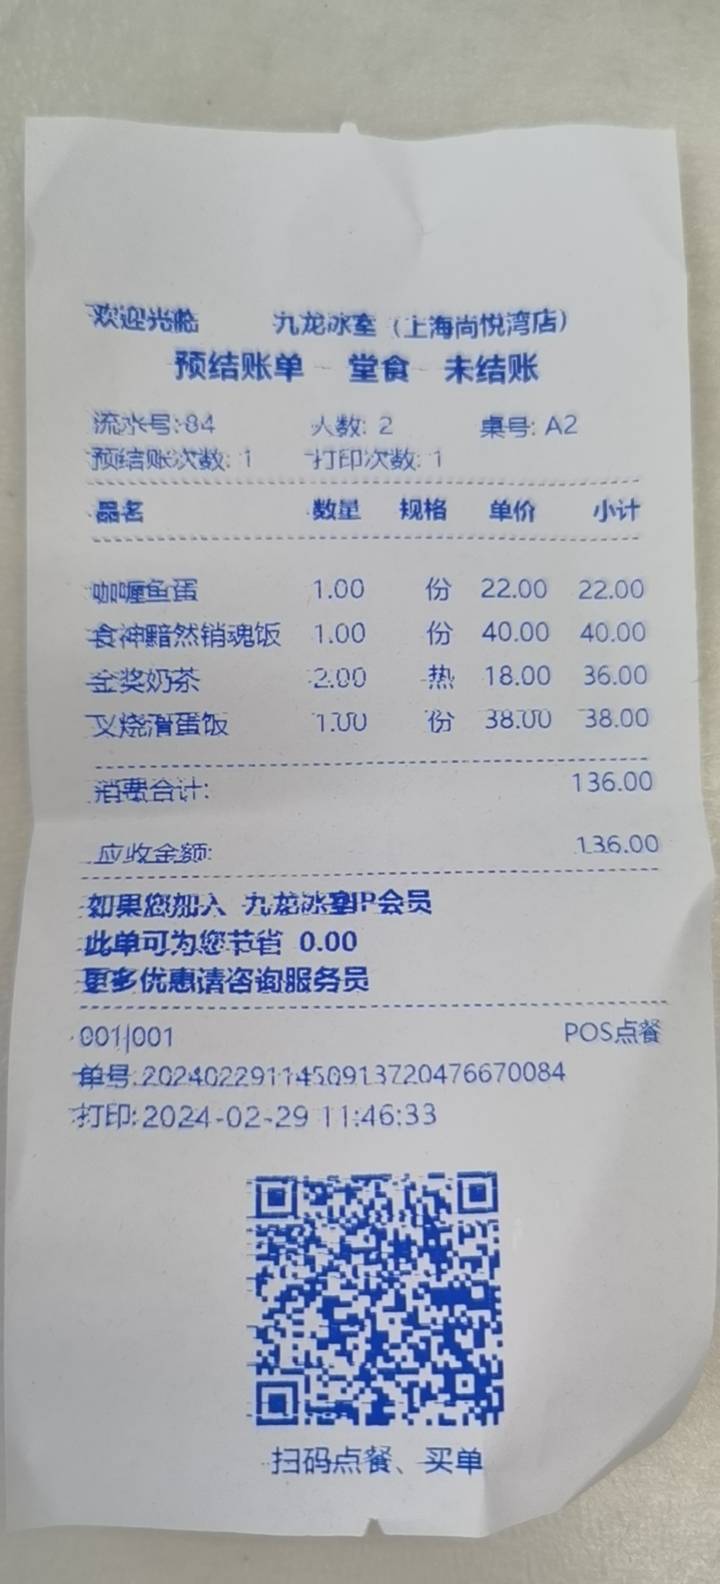 欢迎光临 九龙冰室（上海尚悦湾店）
预结账单 - 堂食 未结账
流水号:84 人数: 2 桌号: A2
预结账次数: 1 打印次数: 1
品名 数量 规格 单价 小计
咖喱鱼蛋 1.00 份 22.00 22.00
食神黯然销魂饭 1.00 份 40.00 40.00
金奖奶茶 2.00 热 18.00 36.00
叉烧滑蛋饭 1.00 份 38.00 38.00
消费合计: 136.00
应收金额: 136.00
如果您加入 九龙冰室IP会员
此单可为您节省 0.00
更多优惠请咨询服务员
001|001 POS点餐
单号:2024022911450913720476670084
打印:2024-02-29 11:46:33
扫码点餐、买单